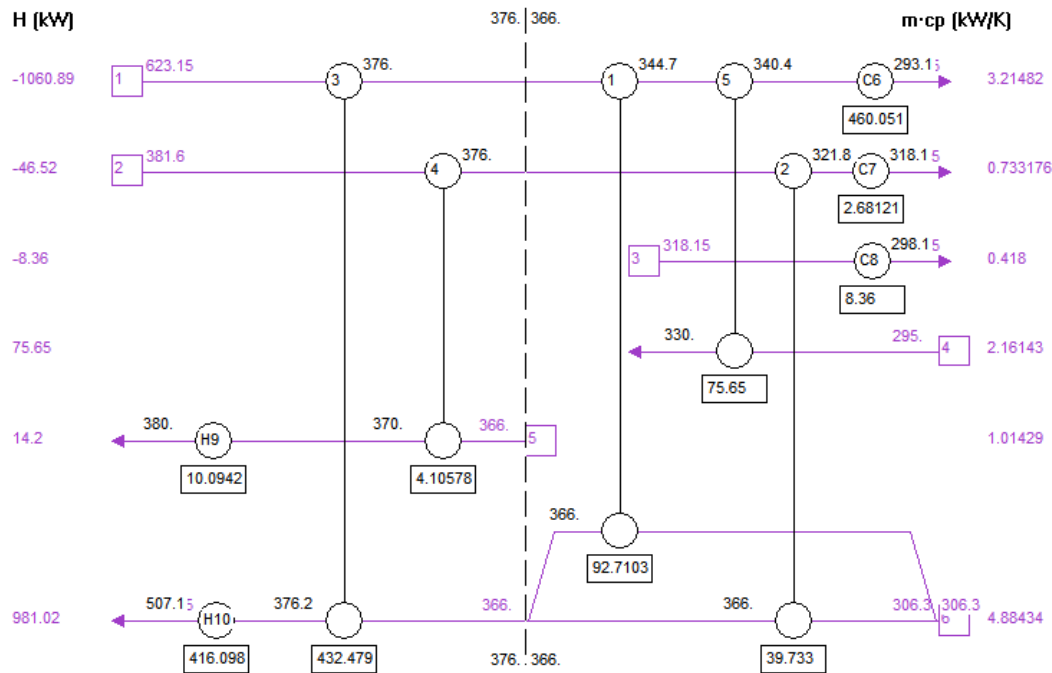 H (kW) 376. 366. m·cp (kW/K)
-1060.89 1 623.15 3 376. 1 344.7 5 340.4 C6 293.15 3.21482
460.051
-46.52 2 381.6 4 376. 2 321.8 C7 318.15 0.733176
2.68121
-8.36 3 318.15 C8 298.15 0.418
8.36
75.65 330. 295. 4 2.16143
75.65
14.2 380. H9 370. 366. 5 1.01429
10.0942 4.10578
366.
92.7103
981.02 507.15 H10 376.2 366. 366. 306.3 306.3 6 4.88434
416.098 432.479 376. 366. 39.733